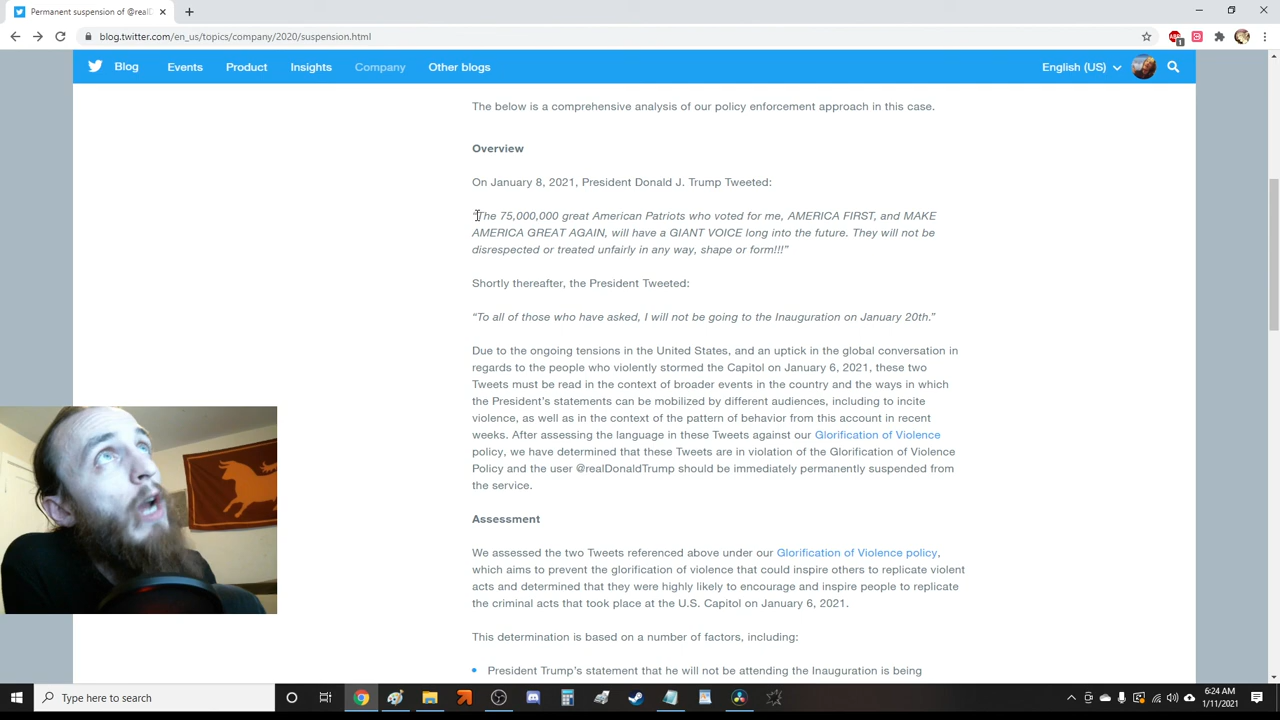 Permanent suspension of @realD
blog.twitter.com/en_us/topics/company/2020/suspension.html
1
Blog Events Product Insights Company Other blogs English (US)
The below is a comprehensive analysis of our policy enforcement approach in this case.
Overview
On January 8, 2021, President Donald J. Trump Tweeted:
“The 75,000,000 great American Patriots who voted for me, AMERICA FIRST, and MAKE
AMERICA GREAT AGAIN, will have a GIANT VOICE long into the future. They will not be
disrespected or treated unfairly in any way, shape or form!!!”
Shortly thereafter, the President Tweeted:
“To all of those who have asked, I will not be going to the Inauguration on January 20th.”
Due to the ongoing tensions in the United States, and an uptick in the global conversation in
regards to the people who violently stormed the Capitol on January 6, 2021, these two
Tweets must be read in the context of broader events in the country and the ways in which
the President’s statements can be mobilized by different audiences, including to incite
violence, as well as in the context of the pattern of behavior from this account in recent
weeks. After assessing the language in these Tweets against our Glorification of Violence
policy, we have determined that these Tweets are in violation of the Glorification of Violence
Policy and the user @realDonaldTrump should be immediately permanently suspended from
the service.
Assessment
We assessed the two Tweets referenced above under our Glorification of Violence policy,
which aims to prevent the glorification of violence that could inspire others to replicate violent
acts and determined that they were highly likely to encourage and inspire people to replicate
the criminal acts that took place at the U.S. Capitol on January 6, 2021.
This determination is based on a number of factors, including:
• President Trump’s statement that he will not be attending the Inauguration is being
Type here to search
6:24 AM
1/11/2021